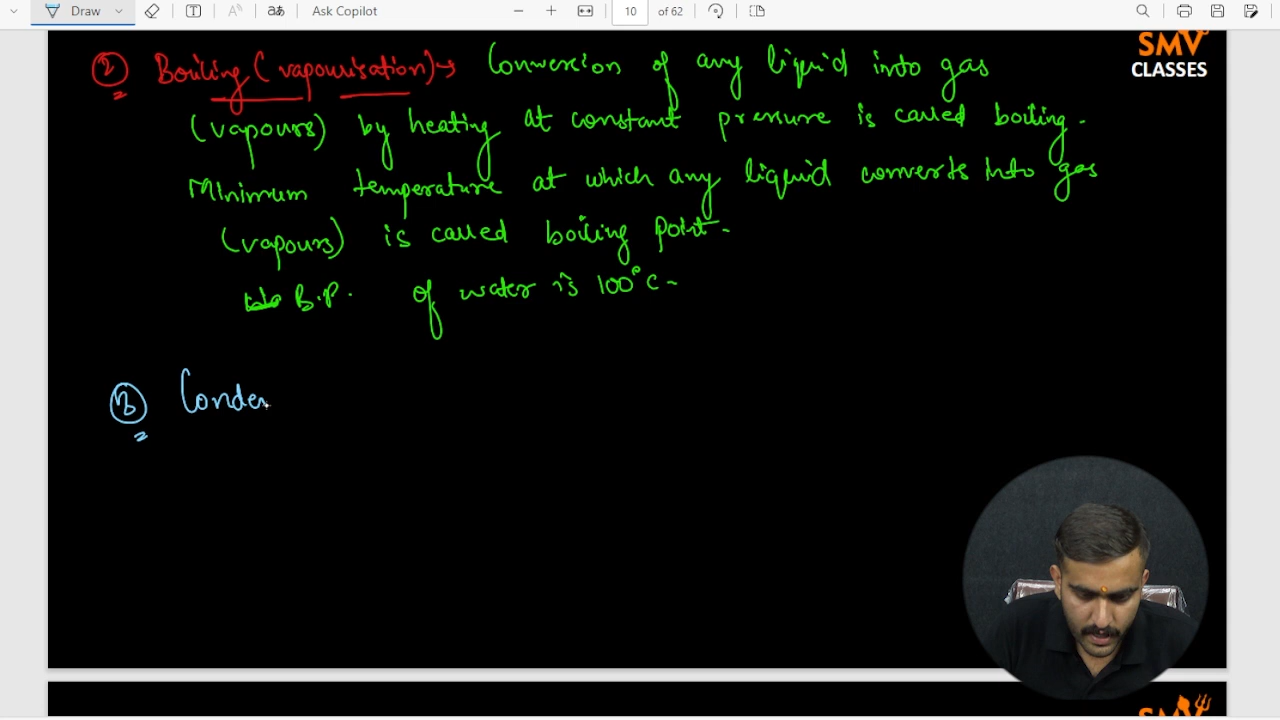 Draw
Ask Copilot
10 of 62
SMV
CLASSES
② Boiling (vapourisation)→ Conversion of any liquid into gas
(vapours) by heating at constant pressure is called boiling.
Minimum temperature at which any liquid converts into gas
(vapours) is called boiling point.
B.P. of water is 100°C.
③ Conden
SMV